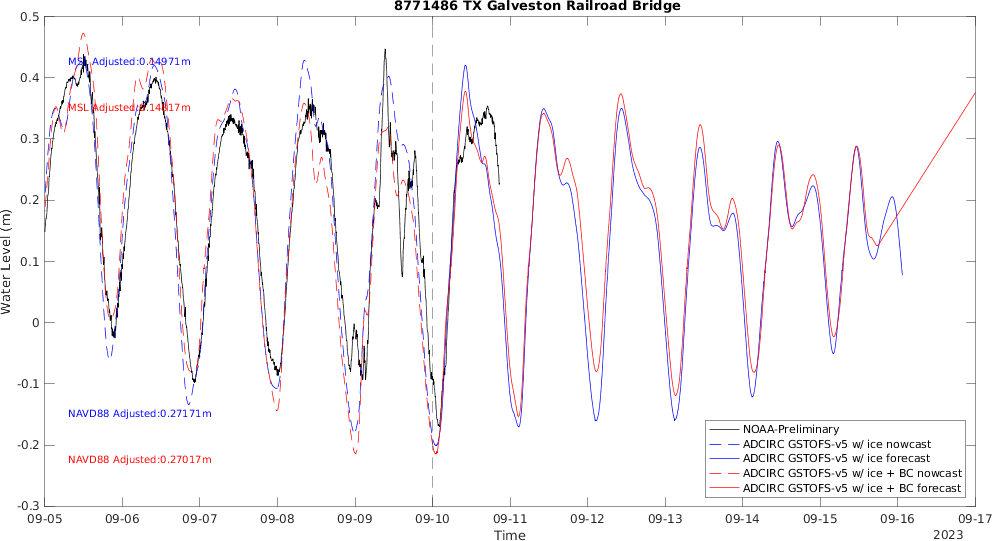 8771486 TX Galveston Railroad Bridge
0.5
0.4
0.3
0.2
0.1
0
-0.1
-0.2
-0.3
Water Level (m)
MSL Adjusted:0.14971m
MSL Adjusted:0.14817m
NAVD88 Adjusted:0.27171m
NAVD88 Adjusted:0.27017m
NOAA-Preliminary
ADCIRC GSTOFS-v5 w/ ice nowcast
ADCIRC GSTOFS-v5 w/ ice forecast
ADCIRC GSTOFS-v5 w/ ice + BC nowcast
ADCIRC GSTOFS-v5 w/ ice + BC forecast
09-05 09-06 09-07 09-08 09-09 09-10 09-11 09-12 09-13 09-14 09-15 09-16 09-17
Time
2023